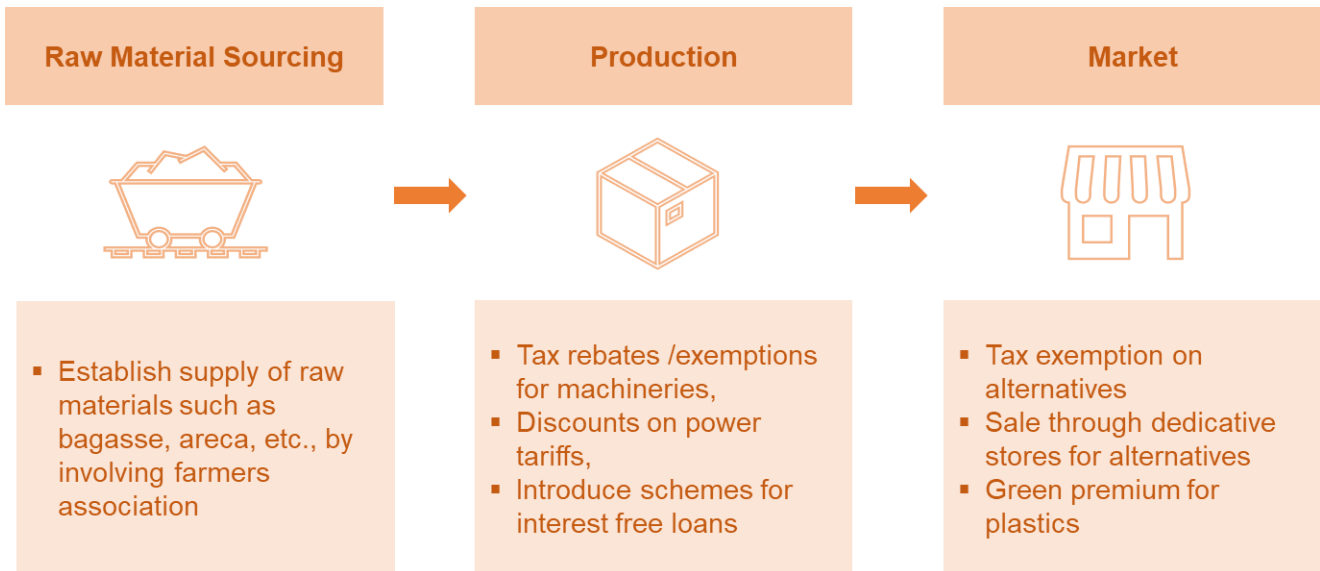 Raw Material Sourcing
Production
Market
▪ Establish supply of raw
materials such as
bagasse, areca, etc., by
involving farmers
association
▪ Tax rebates /exemptions
for machineries,
▪ Discounts on power
tariffs,
▪ Introduce schemes for
interest free loans
▪ Tax exemption on
alternatives
▪ Sale through dedicative
stores for alternatives
▪ Green premium for
plastics